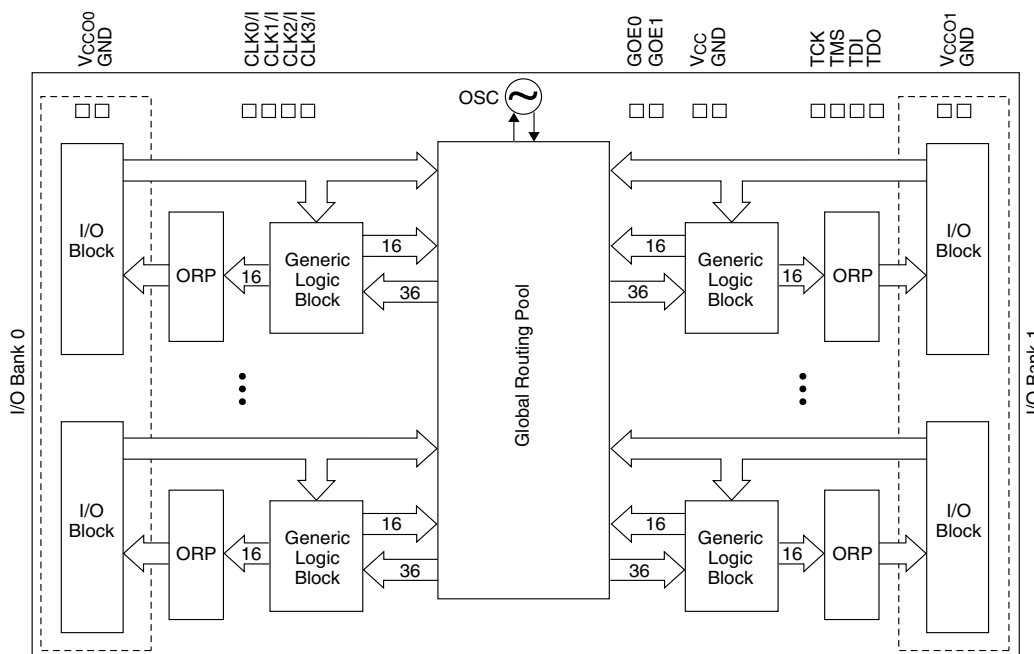 VCCO0
GND
CLK0/I
CLK1/I
CLK2/I
CLK3/I
GOE0
GOE1
VCC
GND
TCK
TMS
TDI
TDO
VCCO1
GND
OSC
I/O Bank 0
I/O
Block
ORP
16
Generic
Logic
Block
16
36
Global Routing Pool
16
36
Generic
Logic
Block
16
ORP
I/O
Block
I/O Bank 1
I/O
Block
ORP
16
Generic
Logic
Block
16
36
16
36
Generic
Logic
Block
16
ORP
I/O
Block